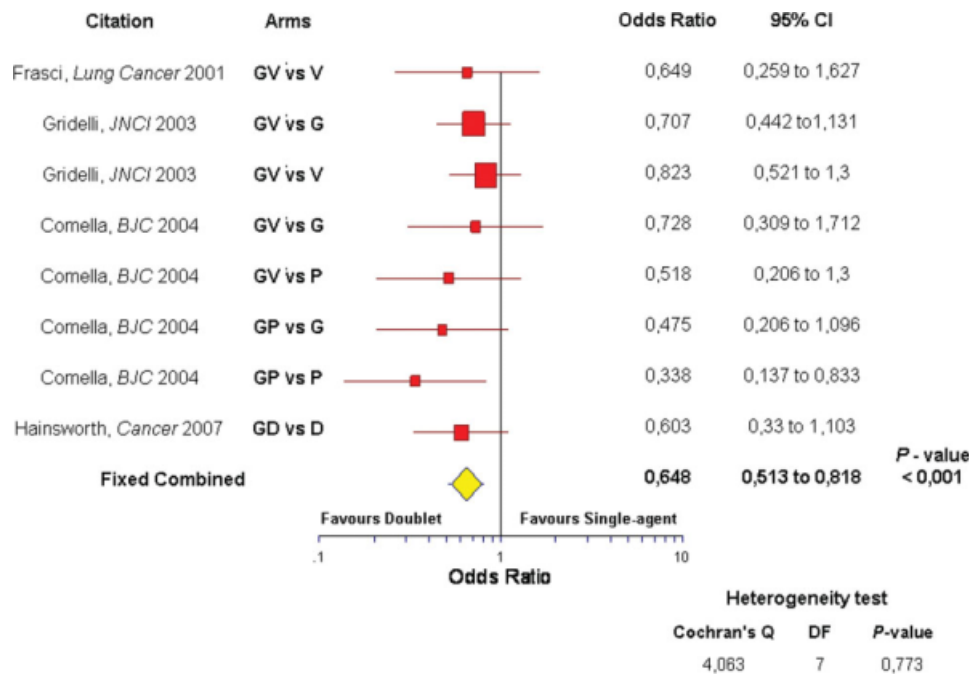 Citation Arms Odds Ratio 95% CI
Frasci, Lung Cancer 2001 GV vs V 0,649 0,259 to 1,627
Gridelli, JNCI 2003 GV vs G 0,707 0,442 to1,131
Gridelli, JNCI 2003 GV vs V 0,823 0,521 to 1,3
Comella, BJC 2004 GV vs G 0,728 0,309 to 1,712
Comella, BJC 2004 GV vs P 0,518 0,206 to 1,3
Comella, BJC 2004 GP vs G 0,475 0,206 to 1,096
Comella, BJC 2004 GP vs P 0,338 0,137 to 0,833
Hainsworth, Cancer 2007 GD vs D 0,603 0,33 to 1,103
P - value
Fixed Combined 0,648 0,513 to 0,818 < 0,001
Favours Doublet Favours Single-agent
.1 1 10
Odds Ratio
Heterogeneity test
Cochran's Q DF P-value
4,063 7 0,773